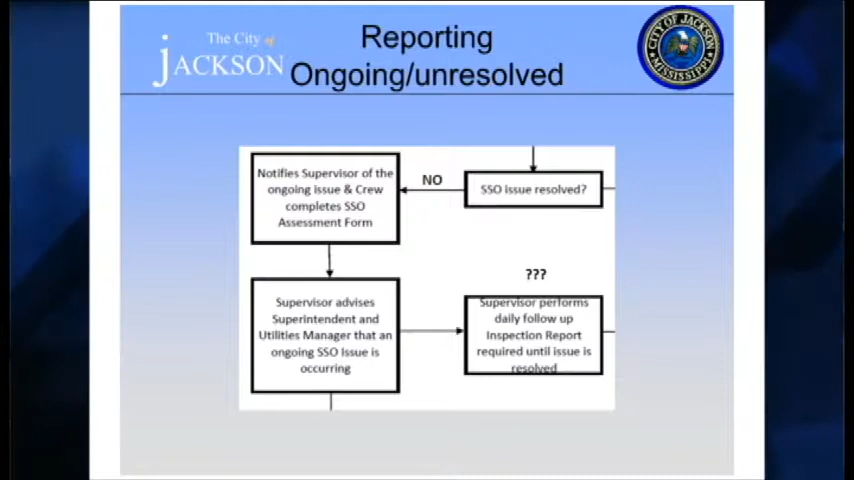 The City of
JACKSON
Reporting
Ongoing/unresolved
CITY OF JACKSON
MISSISSIPPI
Notifies Supervisor of the
ongoing issue & Crew
completes SSO
Assessment Form
NO
SSO issue resolved?
???
Supervisor advises
Superintendent and
Utilities Manager that an
ongoing SSO Issue is
occurring
Supervisor performs
daily follow up
Inspection Report
required until issue is
resolved